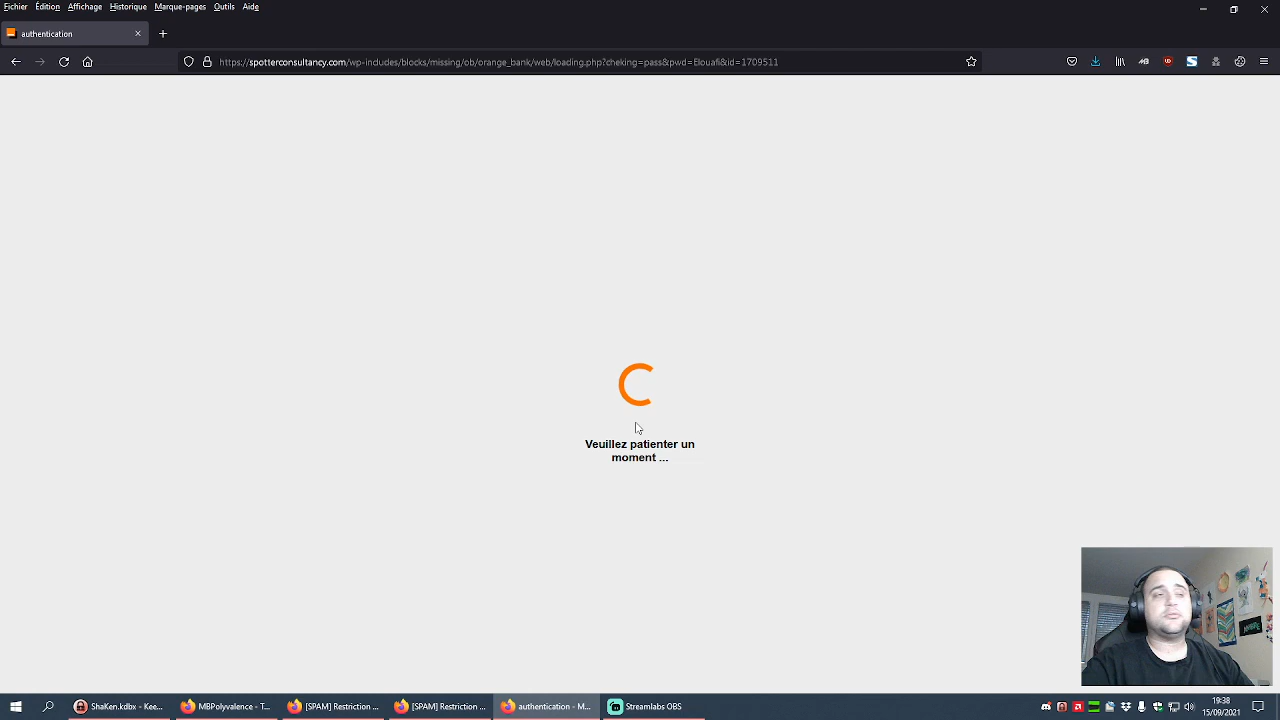 Fichier Édition Affichage Historique Marque-pages Outils Aide
authentication
https://spotterconsultancy.com/wp-indudes/blocks/missing/ob/orange_bank/web/loading.php?cheking=pass&pwd=Elouafi&id=1709511
Veuillez patienter un
moment ...
ShaKen.kdbx - Kee...
MBPolyvalence - T...
[SPAM] Restriction ...
[SPAM] Restriction ...
authentication - M...
Streamlabs OBS
19:38
15/09/2021